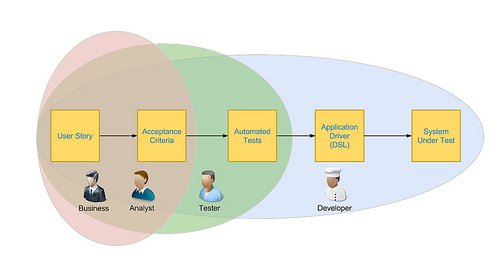 User Story
Acceptance
Criteria
Automated
Tests
Application
Driver
(DSL)
System
Under Test
Business
Analyst
Tester
Developer